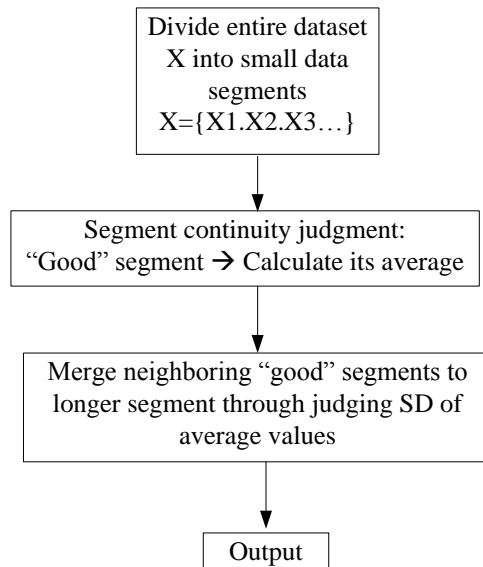 Divide entire dataset
X into small data
segments
X={X1.X2.X3…}
Segment continuity judgment:
“Good” segment → Calculate its average
Merge neighboring “good” segments to
longer segment through judging SD of
average values
Output